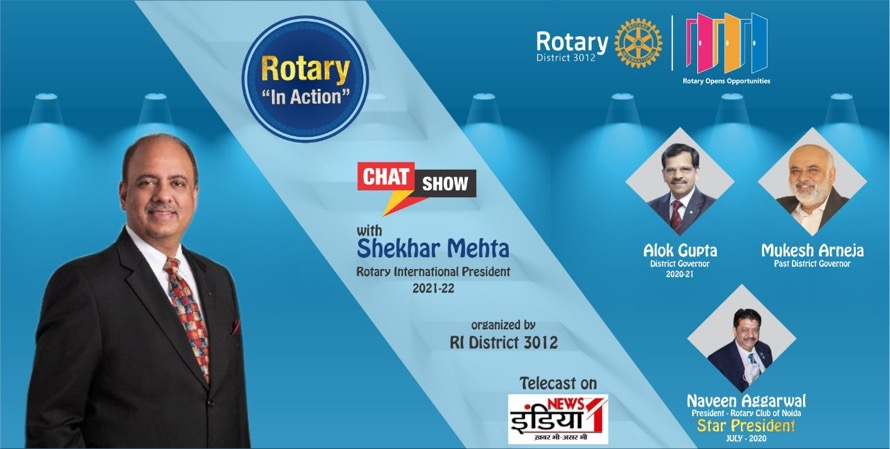 Rotary
"In Action"
Rotary
District 3012
Rotary Opens Opportunities
CHAT
SHOW
with
Shekhar Mehta
Rotary International President
2021-22
organized by
RI District 3012
Telecast on
NEWS
इंडिया 1
ख़बर भी-असर भी
Alok Gupta
District Governor
2020-21
Mukesh Arneja
Past District Governor
Naveen Aggarwal
President - Rotary Club of Noida
Star President
JULY - 2020